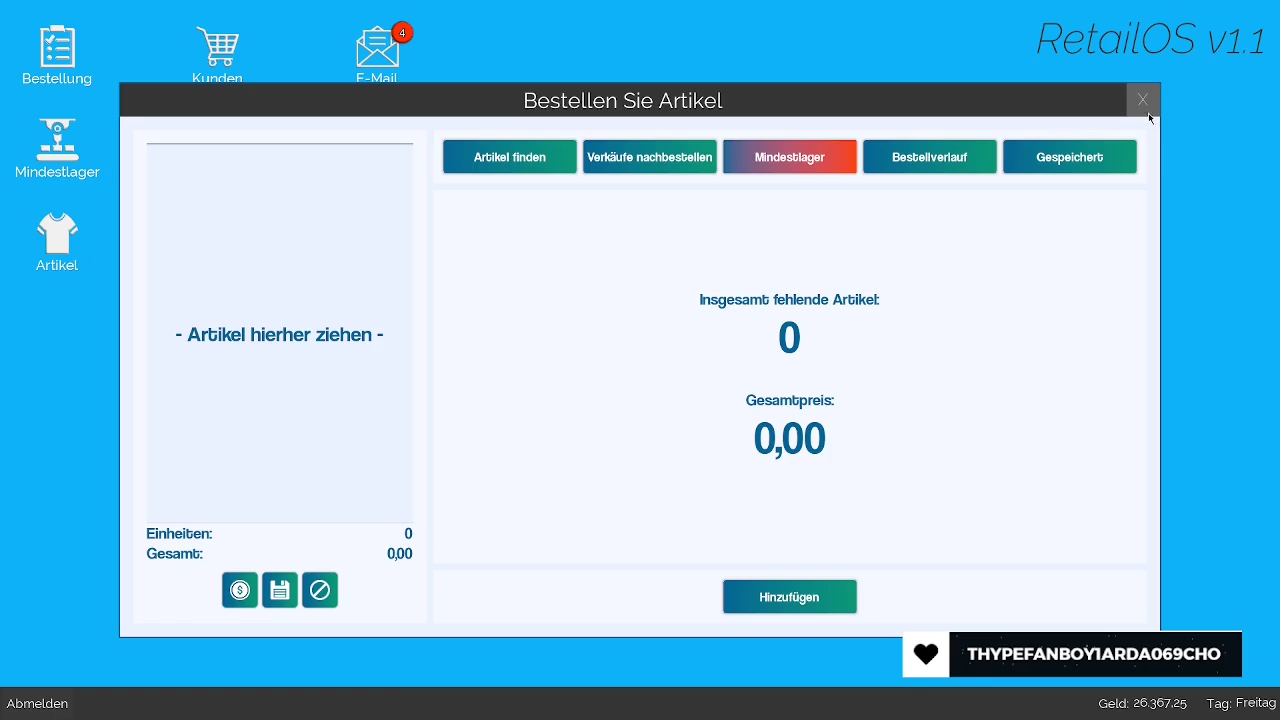 RetailOS v1.1
4
Bestellung
Kunden
E-Mail
Mindestlager
Artikel
Bestellen Sie Artikel
X
Artikel finden
Verkäufe nachbestellen
Mindestlager
Bestellverlauf
Gespeichert
- Artikel hierher ziehen -
Insgesamt fehlende Artikel:
0
Gesamtpreis:
0,00
Einheiten: 0
Gesamt: 0,00
Hinzufügen
THYPEFANBOY1ARDA069CHO
Abmelden
Geld: 26.367.25 Tag: Freitag